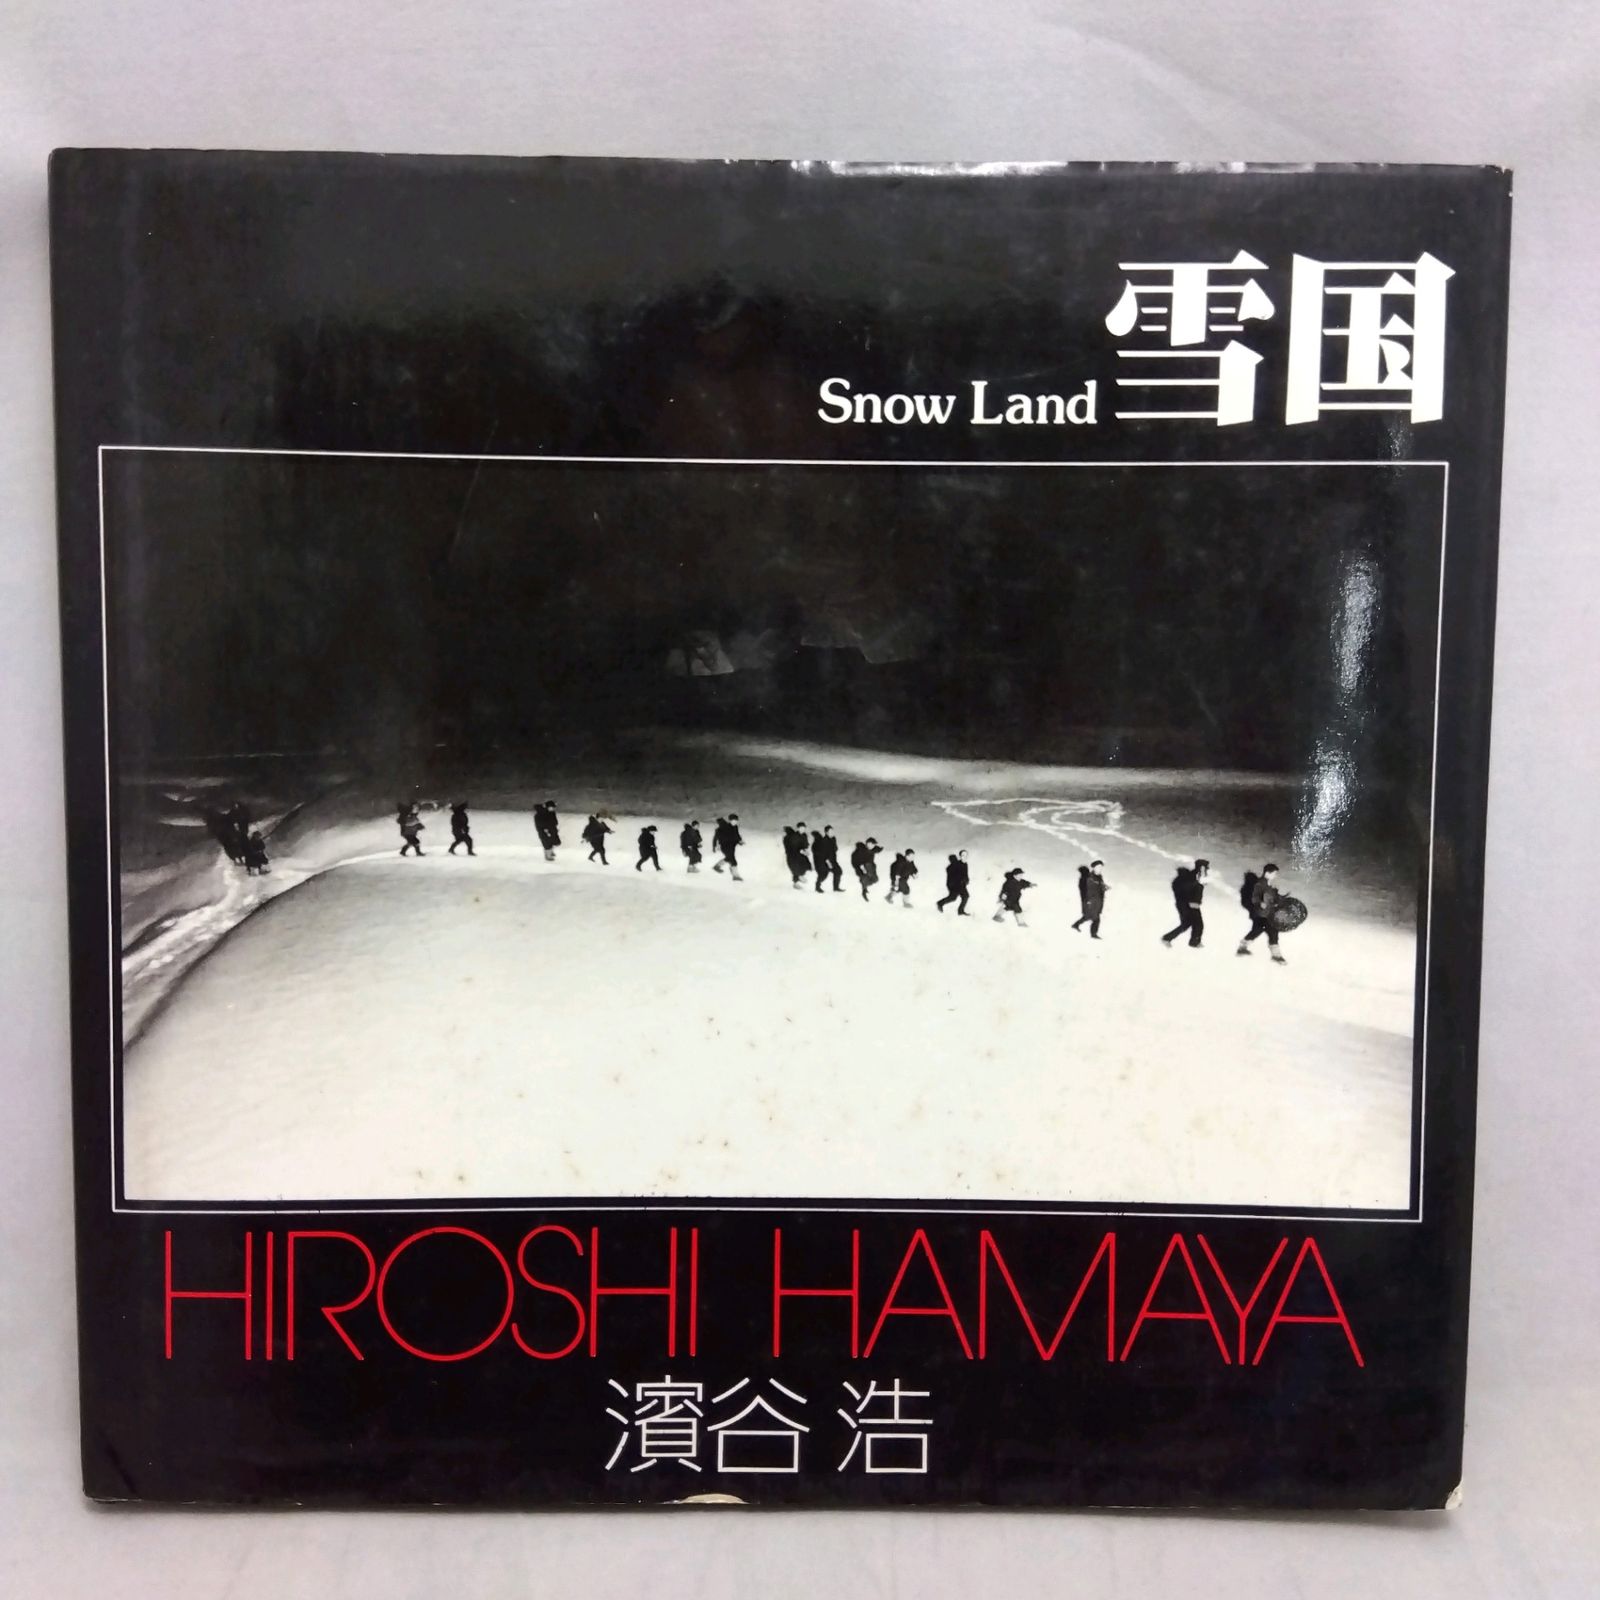 Snow Land 雪国
HIROSHI HAMAYA
濱谷 浩